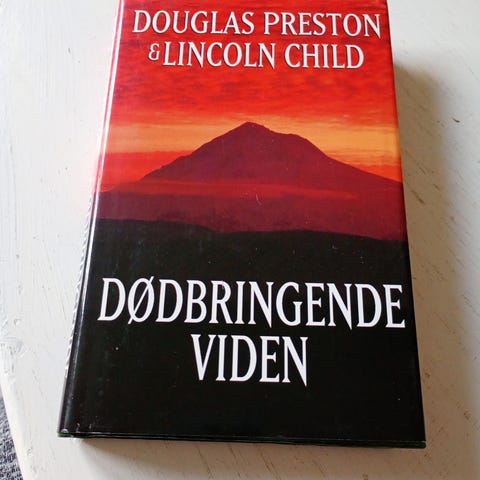 DOUGLAS PRESTON
& LINCOLN CHILD
DØDBRINGENDE
VIDEN